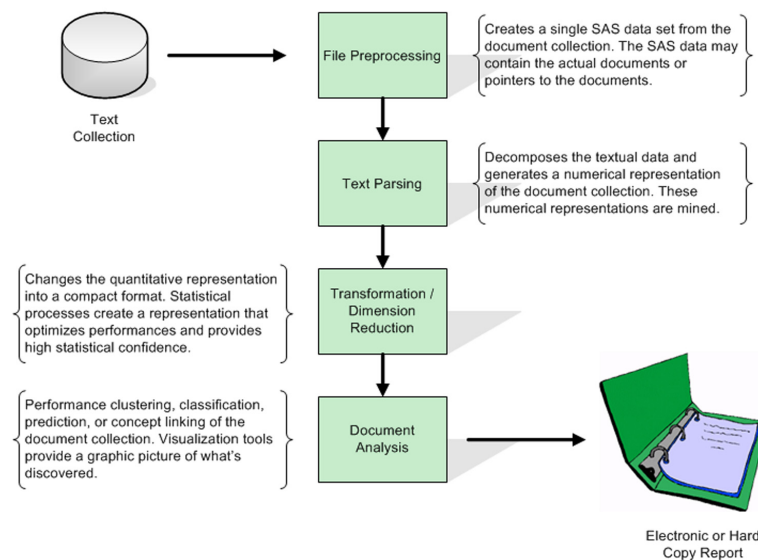 File Preprocessing
Creates a single SAS data set from the
document collection. The SAS data may
contain the actual documents or
pointers to the documents.
Text
Collection
Text Parsing
Decomposes the textual data and
generates a numerical representation
of the document collection. These
numerical representations are mined.
Changes the quantitative representation
into a compact format. Statistical
processes create a representation that
optimizes performances and provides
high statistical confidence.
Transformation /
Dimension
Reduction
Performance clustering, classification,
prediction, or concept linking of the
document collection. Visualization tools
provide a graphic picture of what's
discovered.
Document
Analysis
Electronic or Hard
Copy Report